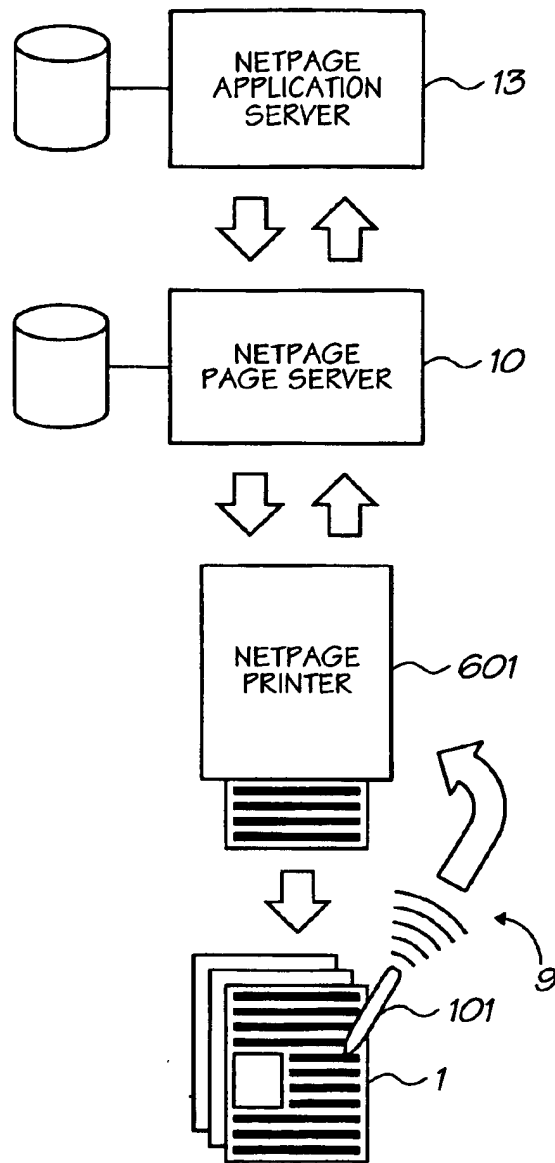 NETPAGE
APPLICATION
SERVER
13
NETPAGE
PAGE SERVER
10
NETPAGE
PRINTER
601
9
101
1